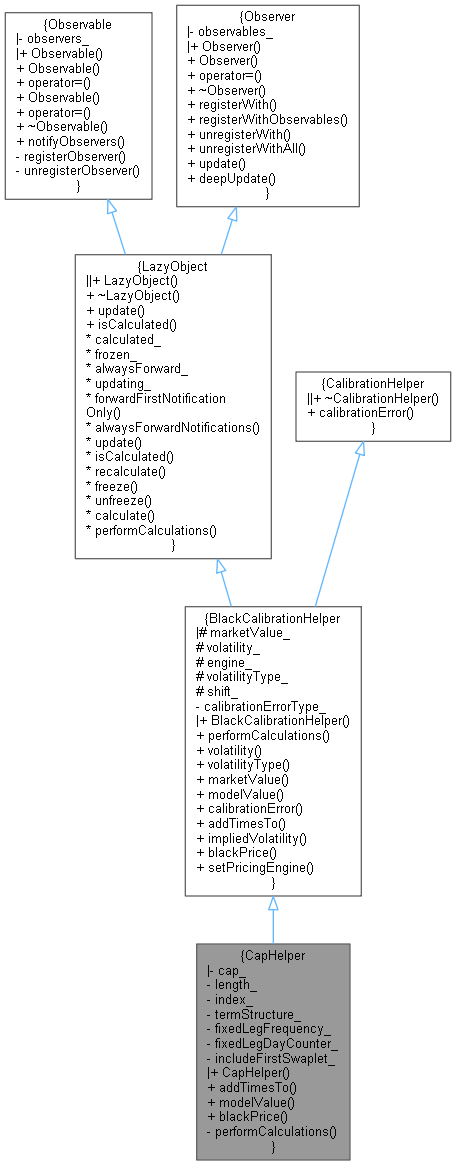 {Observable
|- observers_
|+ Observable()
+ Observable()
+ operator=()
+ Observable()
+ operator=()
+ ~Observable()
+ notifyObservers()
- registerObserver()
- unregisterObserver()
}
{Observer
|- observables_
|+ Observer()
+ Observer()
+ operator=()
+ ~Observer()
+ registerWith()
+ registerWithObservables()
+ unregisterWith()
+ unregisterWithAll()
+ update()
+ deepUpdate()
}
{LazyObject
||+ LazyObject()
+ ~LazyObject()
+ update()
+ isCalculated()
* calculated_
* frozen_
* alwaysForward_
* updating_
* forwardFirstNotification
Only()
* alwaysForwardNotifications()
* update()
* isCalculated()
* recalculate()
* freeze()
* unfreeze()
* calculate()
* performCalculations()
}
{CalibrationHelper
||+ ~CalibrationHelper()
+ calibrationError()
}
{BlackCalibrationHelper
|# marketValue_
# volatility_
# engine_
# volatilityType_
# shift_
- calibrationErrorType_
|+ BlackCalibrationHelper()
+ performCalculations()
+ volatility()
+ volatilityType()
+ marketValue()
+ modelValue()
+ calibrationError()
+ addTimesTo()
+ impliedVolatility()
+ blackPrice()
+ setPricingEngine()
}
{CapHelper
|- cap_
- length_
- index_
- termStructure_
- fixedLegFrequency_
- fixedLegDayCounter_
- includeFirstSwaplet_
|+ CapHelper()
+ addTimesTo()
+ modelValue()
+ blackPrice()
- performCalculations()
}